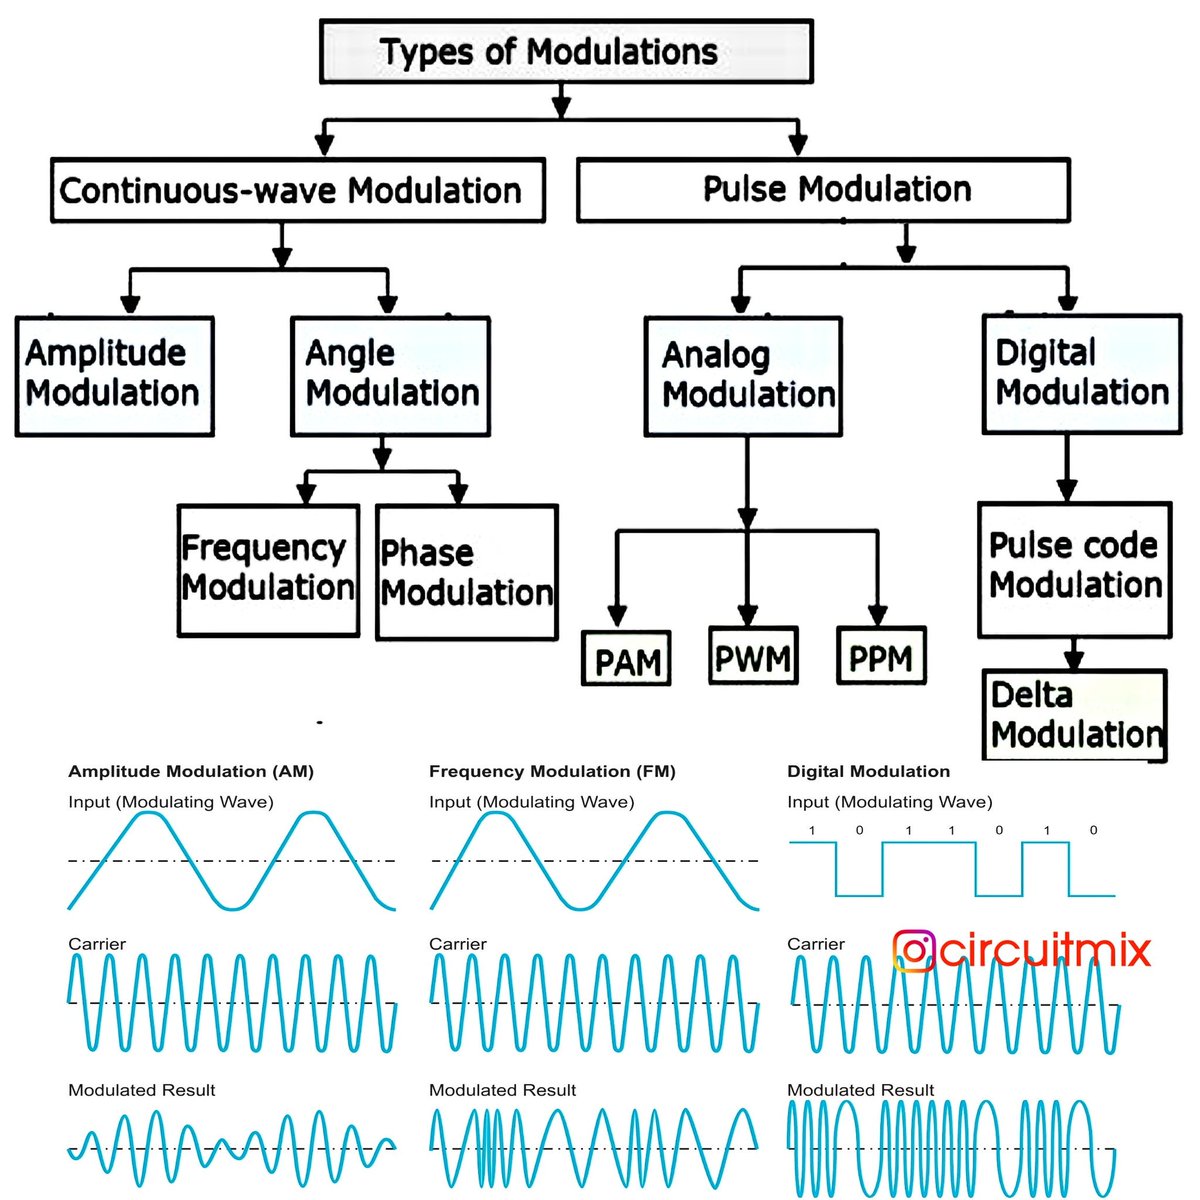 Types of Modulations
Continuous-wave Modulation
Pulse Modulation
Amplitude
Modulation
Angle
Modulation
Analog
Modulation
Digital
Modulation
Frequency
Modulation
Phase
Modulation
PAM
PWM
PPM
Pulse code
Modulation
Delta
Modulation
Amplitude Modulation (AM)
Input (Modulating Wave)
Carrier
Modulated Result
Frequency Modulation (FM)
Input (Modulating Wave)
Carrier
Modulated Result
Digital Modulation
Input (Modulating Wave)
1 0 1 1 0 1 0
Carrier
circuitmix
Modulated Result